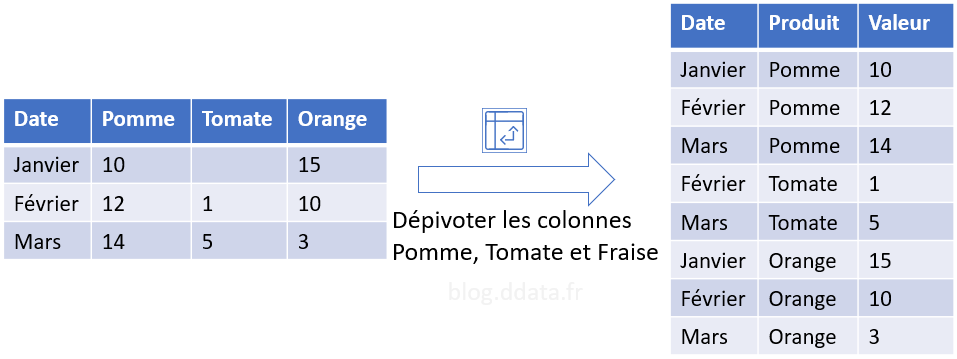 Date Pomme Tomate Orange
Janvier 10 15
Février 12 1 10
Mars 14 5 3
Dépivoter les colonnes
Pomme, Tomate et Fraise
blog.ddata.fr
Date Produit Valeur
Janvier Pomme 10
Février Pomme 12
Mars Pomme 14
Février Tomate 1
Mars Tomate 5
Janvier Orange 15
Février Orange 10
Mars Orange 3